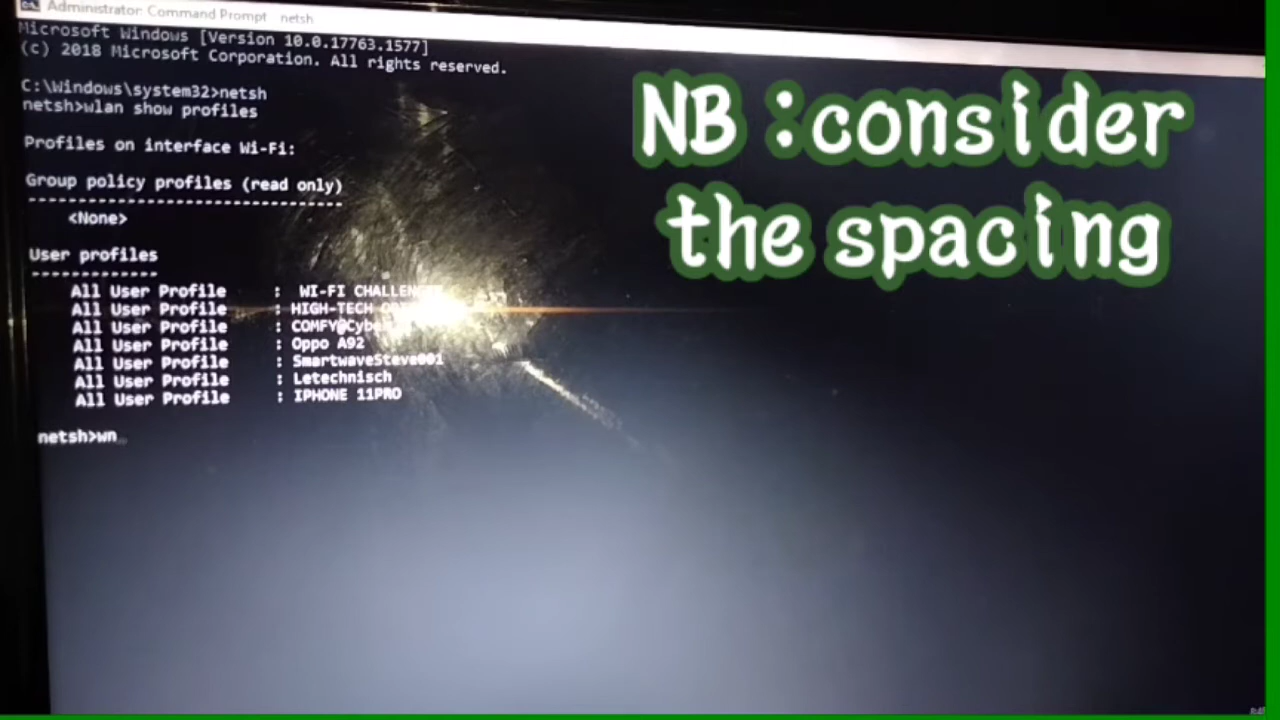 Administrator: Command Prompt - netsh
Microsoft Windows [Version 10.0.17763.1577]
(c) 2018 Microsoft Corporation. All rights reserved.
C:\Windows\system32>netsh
netsh>wlan show profiles
Profiles on interface Wi-Fi:
Group policy profiles (read only)
---------------------------------
<None>
User profiles
-------------
All User Profile : WI-FI
All User Profile : HIGH-TECH
All User Profile :
All User Profile : Oppo A92
All User Profile : SmartwaveSteve001
All User Profile : Letechnisch
All User Profile : IPHONE 11PRO
netsh>wn_
NB :consider
the spacing